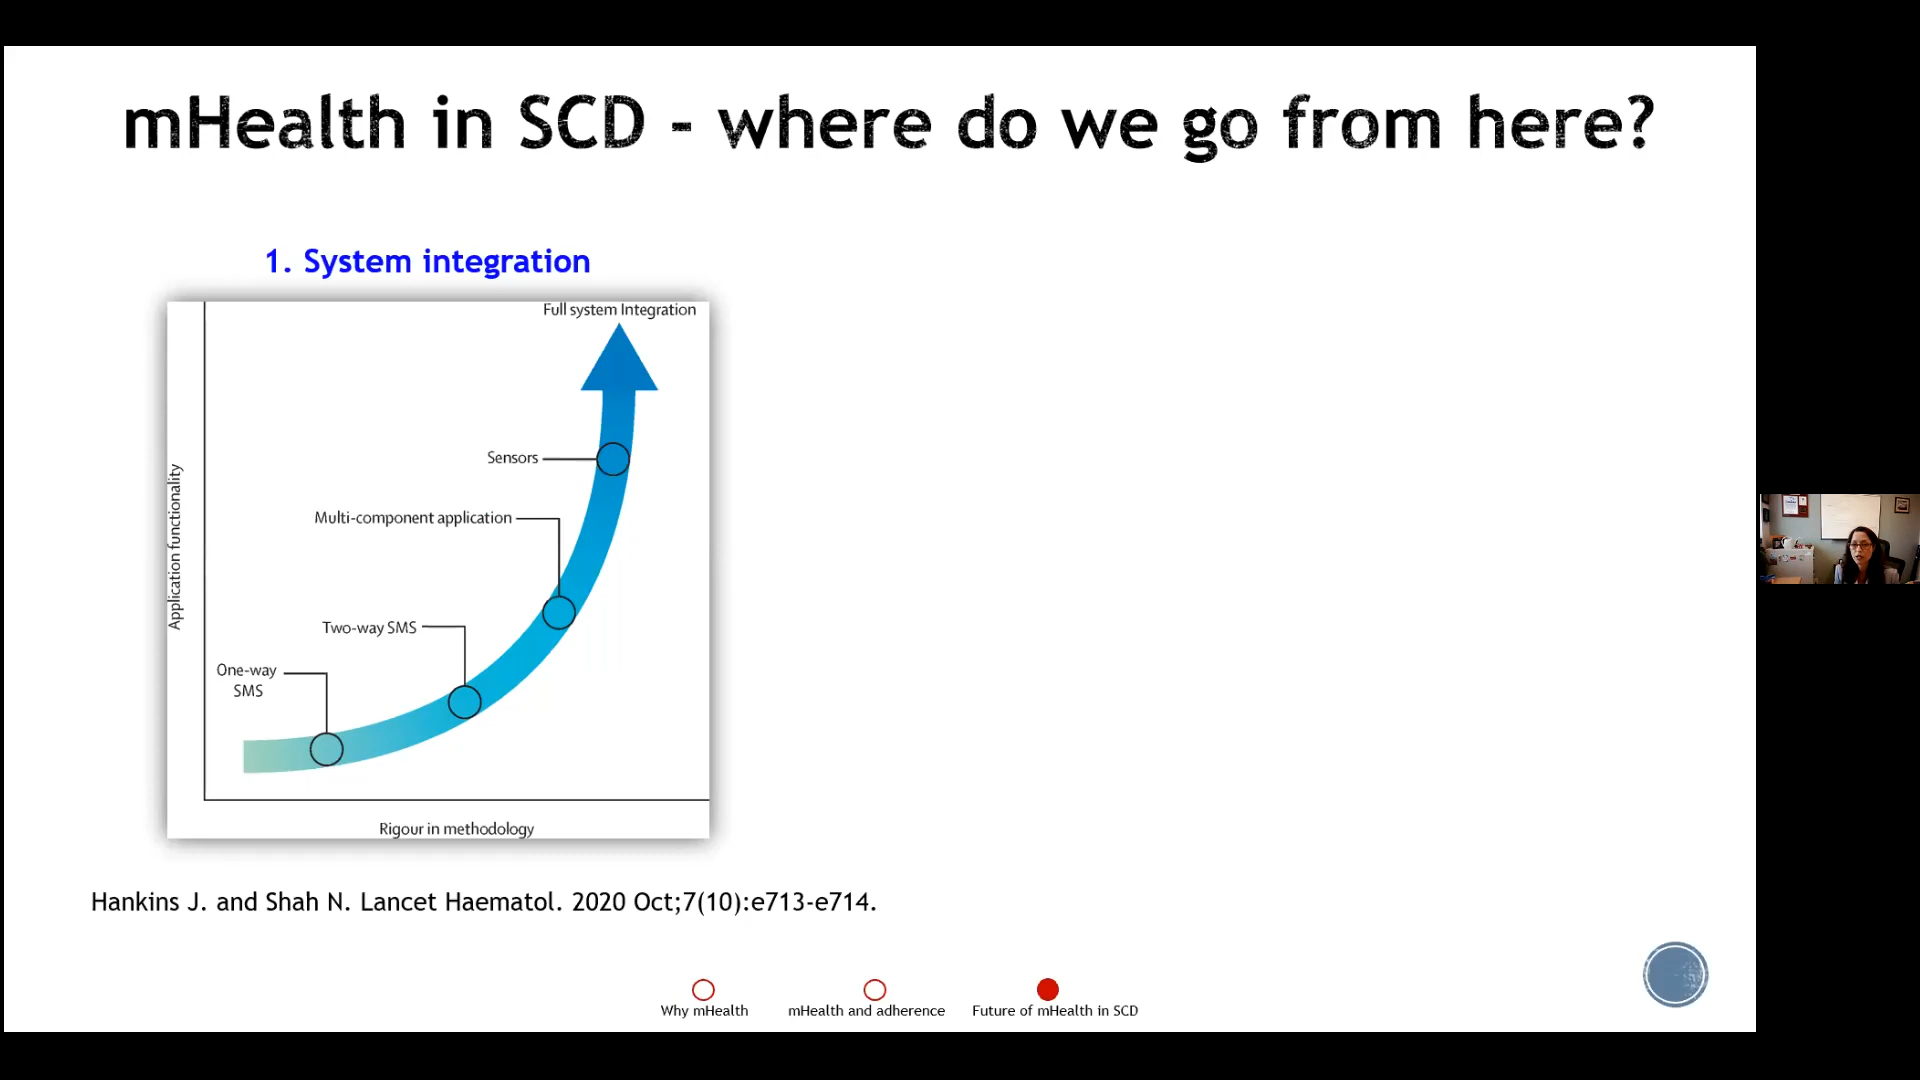 mHealth in SCD - where do we go from here?
1. System integration
Full system Integration
Sensors
Multi-component application
Two-way SMS
One-way
SMS
Application functionality
Rigour in methodology
Hankins J. and Shah N. Lancet Haematol. 2020 Oct;7(10):e713-e714.
Why mHealth
mHealth and adherence
Future of mHealth in SCD